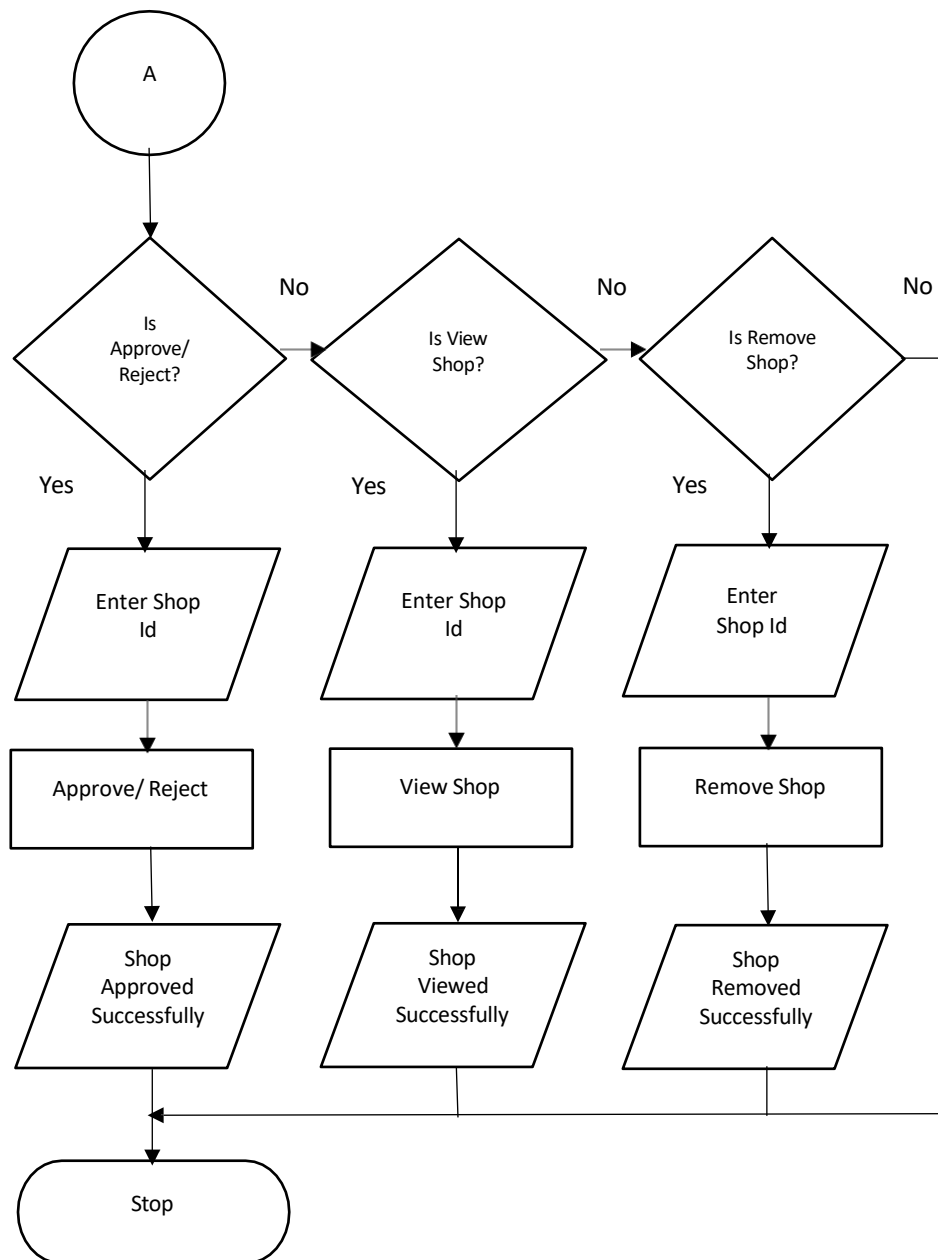 A
No
No
No
Is
Approve/
Reject?
Is View
Shop?
Is Remove
Shop?
Yes
Yes
Yes
Enter Shop
Id
Enter Shop
Id
Enter
Shop Id
Approve/ Reject
View Shop
Remove Shop
Shop
Approved
Successfully
Shop
Viewed
Successfully
Shop
Removed
Successfully
Stop